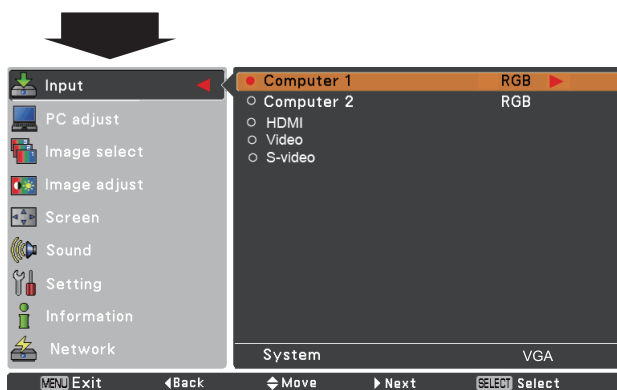 Input
PC adjust
Image select
Image adjust
Screen
Sound
Setting
Information
Network
Computer 1 RGB
Computer 2 RGB
HDMI
Video
S-video
System VGA
MENU Exit Back Move Next SELECT Select